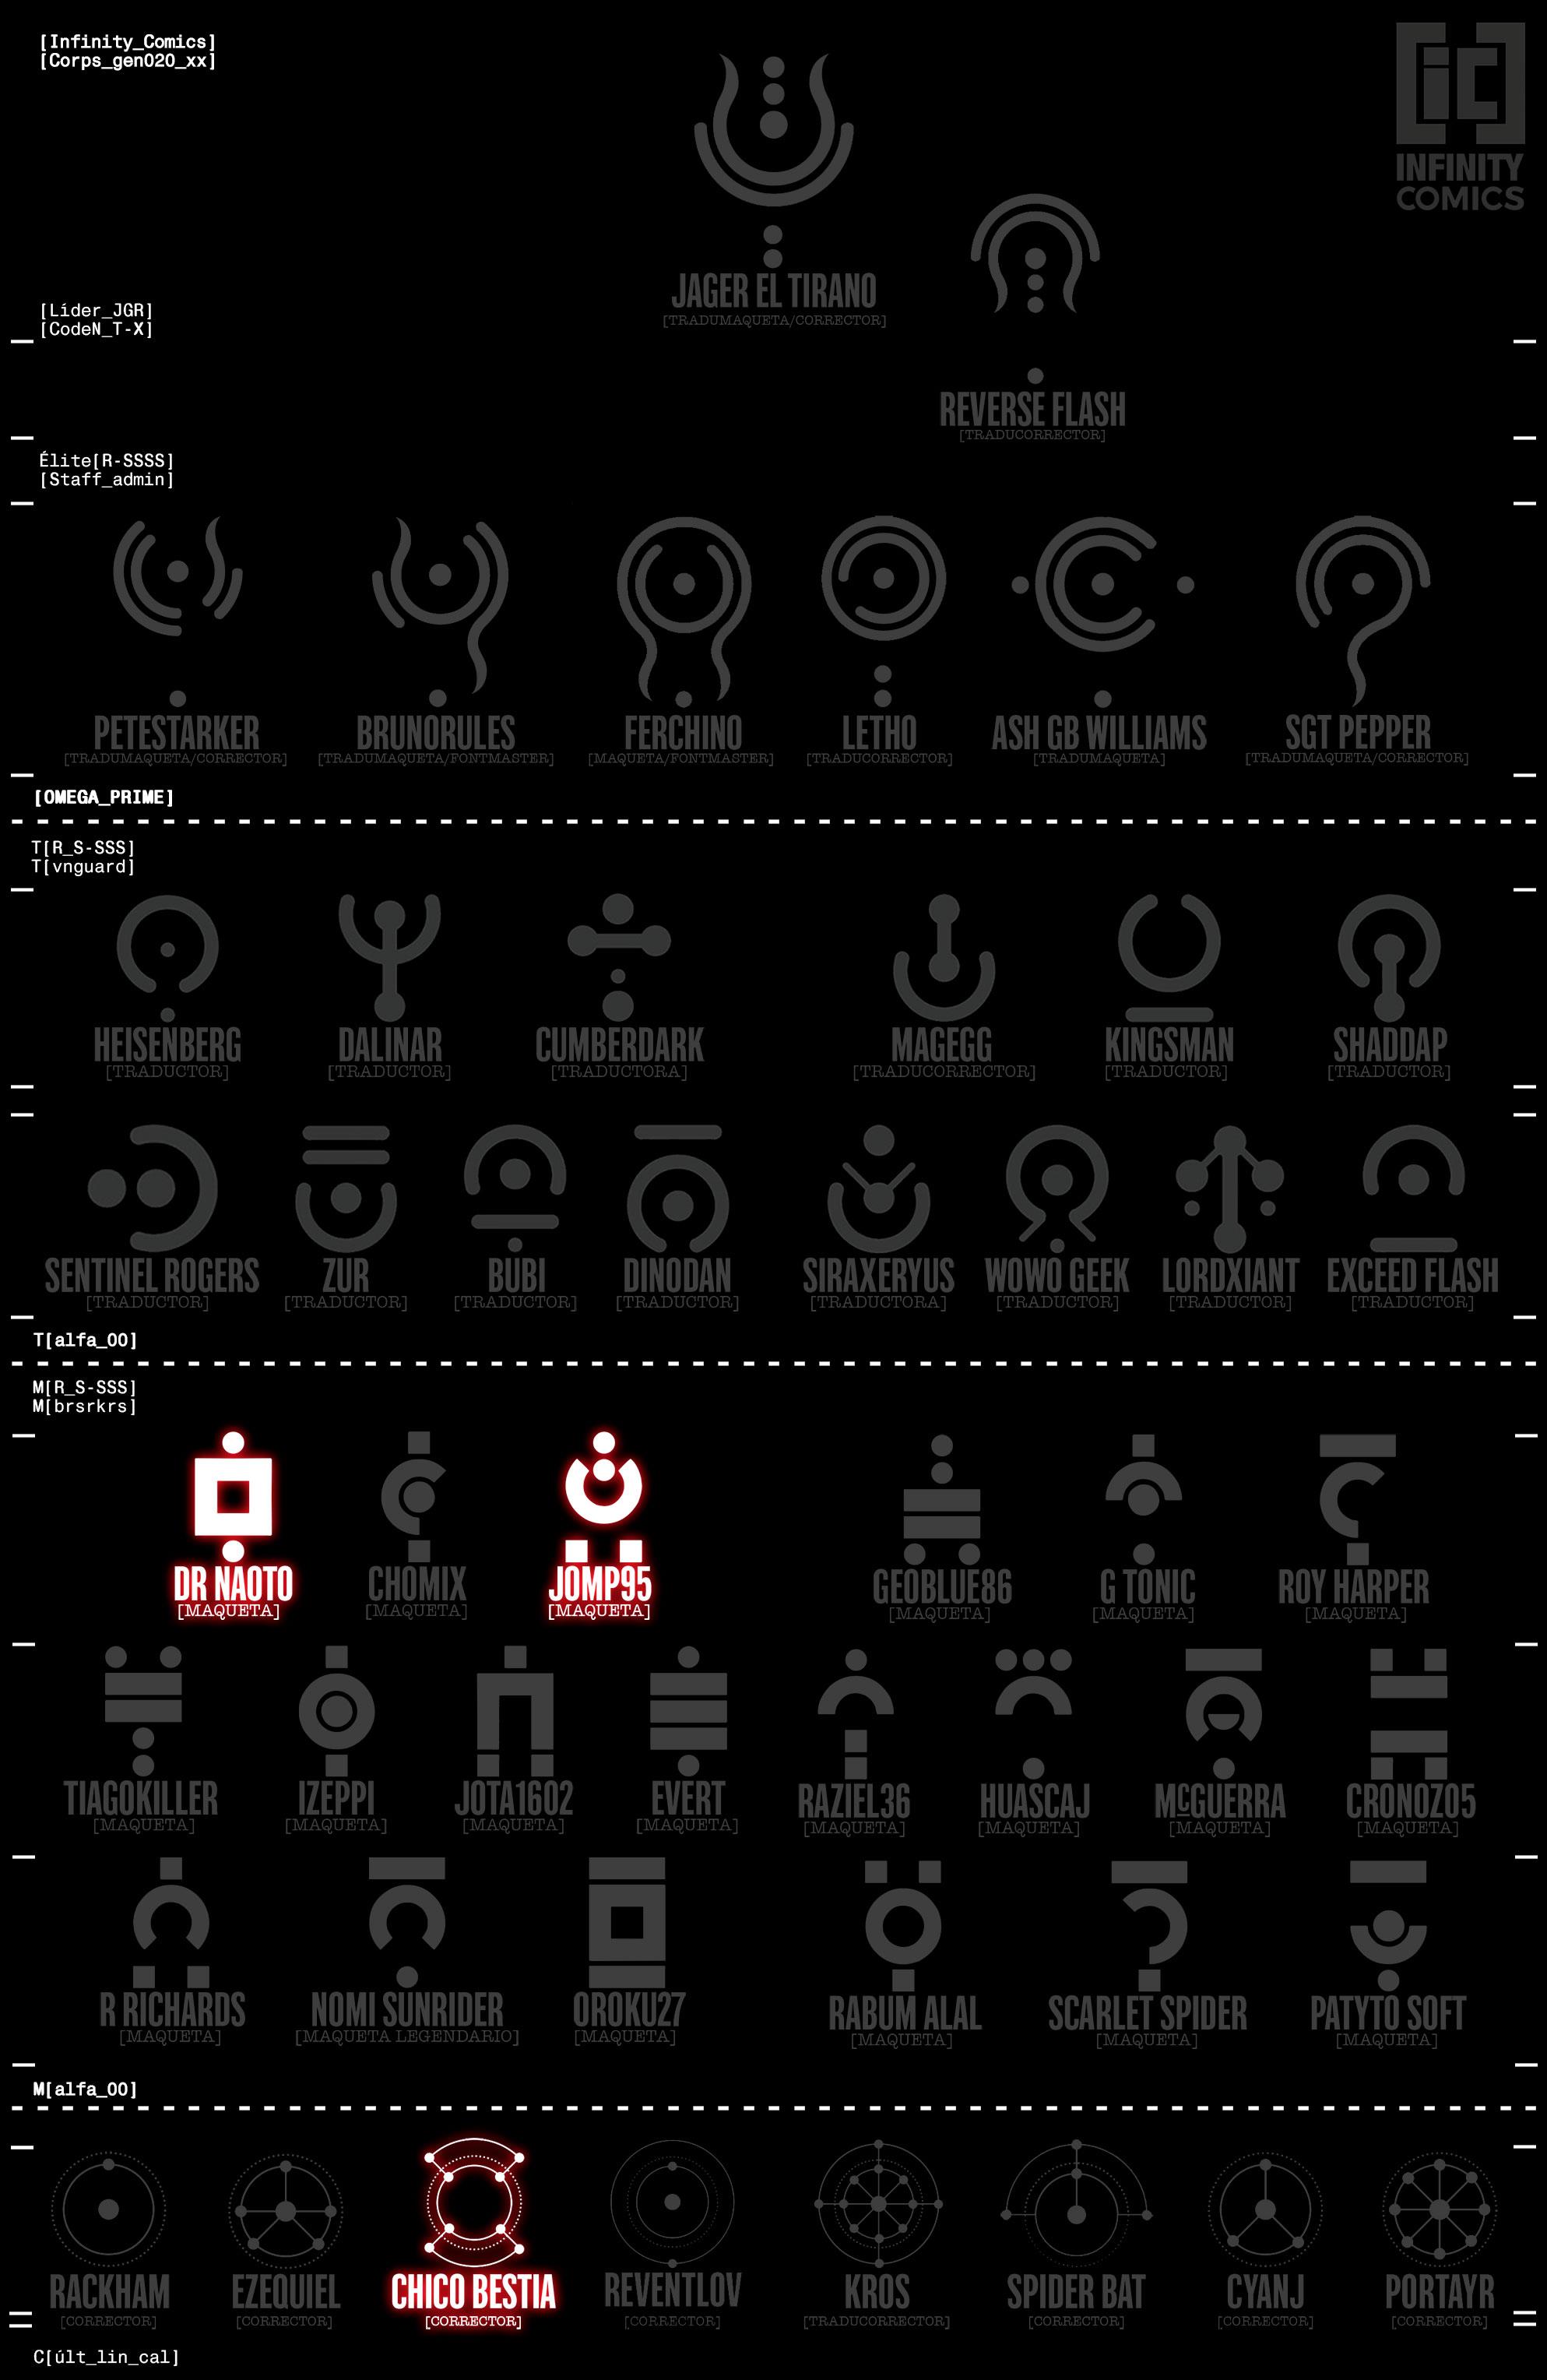 [Infinity_Comics]
[Corps_gen020_xx]
[iC]
INFINITY
COMICS
JAGER EL TIRANO
[TRADUMAQUETA/CORRECTOR]
[Líder_JGR]
[CodeN_T-X]
REVERSE FLASH
[TRADUCORRECTOR]
Élite[R-SSSS]
[Staff_admin]
PETESTARKER
[TRADUMAQUETA/CORRECTOR]
BRUNORULES
[TRADUMAQUETA/FONTMASTER]
FERCHINO
[MAQUETA/FONTMASTER]
LETHO
[TRADUCORRECTOR]
ASH GB WILLIAMS
[TRADUMAQUETA]
SGT PEPPER
[TRADUMAQUETA/CORRECTOR]
[OMEGA_PRIME]
T[R_S-SSS]
T[vnguard]
HEISENBERG
[TRADUCTOR]
DALINAR
[TRADUCTOR]
CUMBERDARK
[TRADUCTORA]
MAGEGG
[TRADUCORRECTOR]
KINGSMAN
[TRADUCTOR]
SHADDAP
[TRADUCTOR]
SENTINEL ROGERS
[TRADUCTOR]
ZUR
[TRADUCTOR]
BUBI
[TRADUCTOR]
DINODAN
[TRADUCTOR]
SIRAXERYUS
[TRADUCTORA]
WOWO GEEK
[TRADUCTOR]
LORDXIANT
[TRADUCTOR]
EXCEED FLASH
[TRADUCTOR]
T[alfa_00]
M[R_S-SSS]
M[brsrkrs]
DR NAOTO
[MAQUETA]
CHOMIX
[MAQUETA]
JOMP95
[MAQUETA]
GEOBLUE86
[MAQUETA]
G TONIC
[MAQUETA]
ROY HARPER
[MAQUETA]
TIAGOKILLER
[MAQUETA]
IZEPPI
[MAQUETA]
JOTA1602
[MAQUETA]
EVERT
[MAQUETA]
RAZIEL36
[MAQUETA]
HUASCAJ
[MAQUETA]
McGUERRA
[MAQUETA]
CRONOZ05
[MAQUETA]
R RICHARDS
[MAQUETA]
NOMI SUNRIDER
[MAQUETA LEGENDARIO]
OROKU27
[MAQUETA]
RABUM ALAL
[MAQUETA]
SCARLET SPIDER
[MAQUETA]
PATYTO SOFT
[MAQUETA]
M[alfa_00]
RACKHAM
[CORRECTOR]
EZEQUIEL
[CORRECTOR]
CHICO BESTIA
[CORRECTOR]
REVENTLOV
[CORRECTOR]
KROS
[TRADUCORRECTOR]
SPIDER BAT
[CORRECTOR]
CYANJ
[CORRECTOR]
PORTAYR
[CORRECTOR]
C[últ_lin_cal]